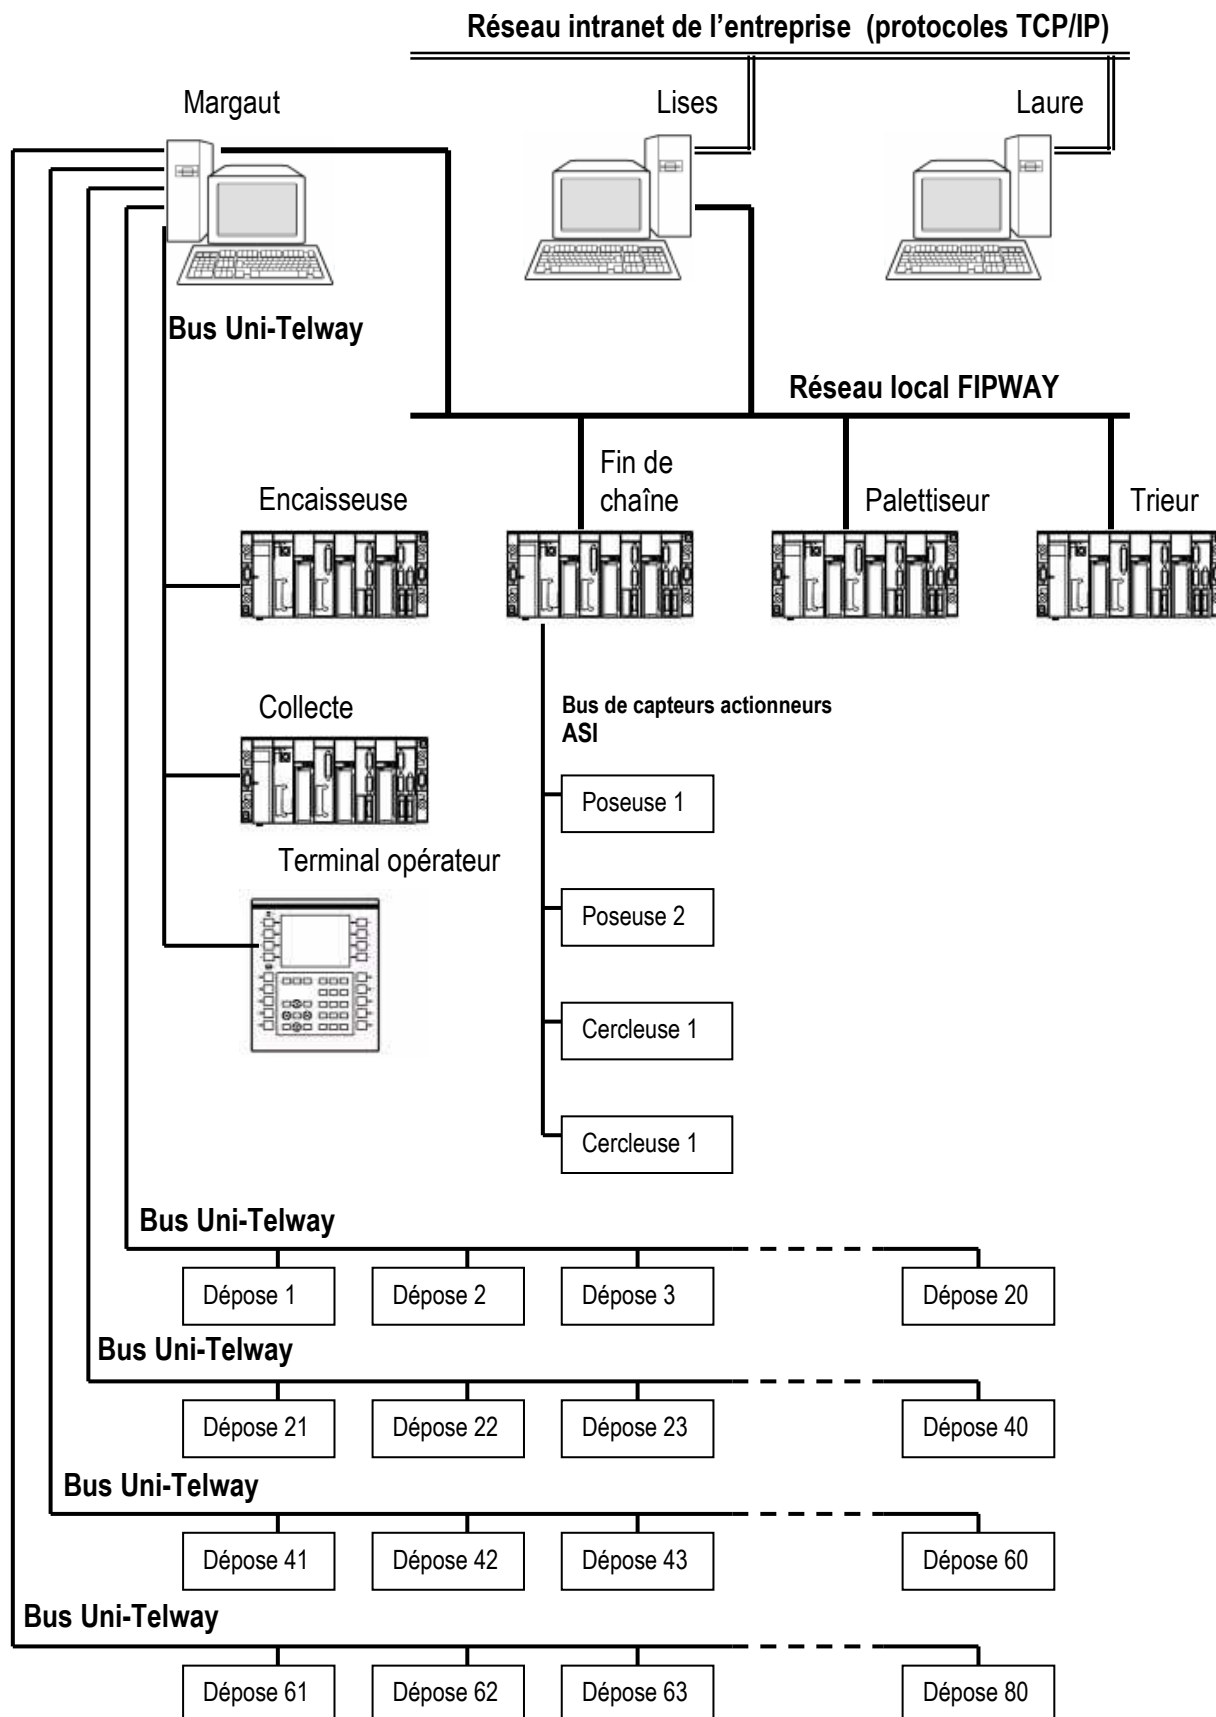 Réseau intranet de l'entreprise  (protocoles TCP/IP)
Margaut
Lises
Laure
Bus Uni-Telway
Réseau local FIPWAY
Encaisseuse
Fin de
chaîne
Palettiseur
Trieur
Collecte
Bus de capteurs actionneurs
ASI
Poseuse 1
Terminal opérateur
Poseuse 2
Cercleuse 1
Cercleuse 1
Bus Uni-Telway
Dépose 1
Dépose 2
Dépose 3
Dépose 20
Bus Uni-Telway
Dépose 21
Dépose 22
Dépose 23
Dépose 40
Bus Uni-Telway
Dépose 41
Dépose 42
Dépose 43
Dépose 60
Bus Uni-Telway
Dépose 61
Dépose 62
Dépose 63
Dépose 80